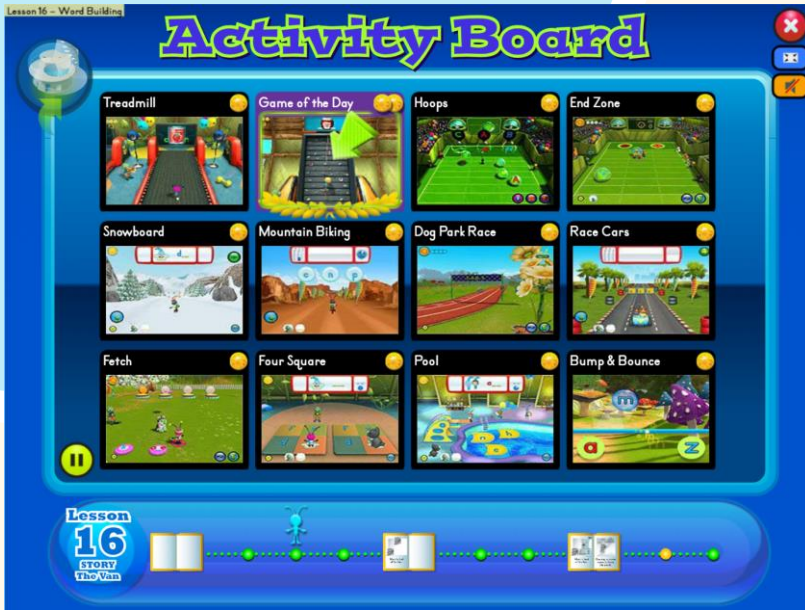 Lesson 16 - Word Building
Activity Board
Treadmill
Game of the Day
Hoops
End Zone
Snowboard
Mountain Biking
Dog Park Race
Race Cars
d
c h p
Fetch
Four Square
Pool
Bump & Bounce
m
a
z
Lesson
16
STORY
The Van